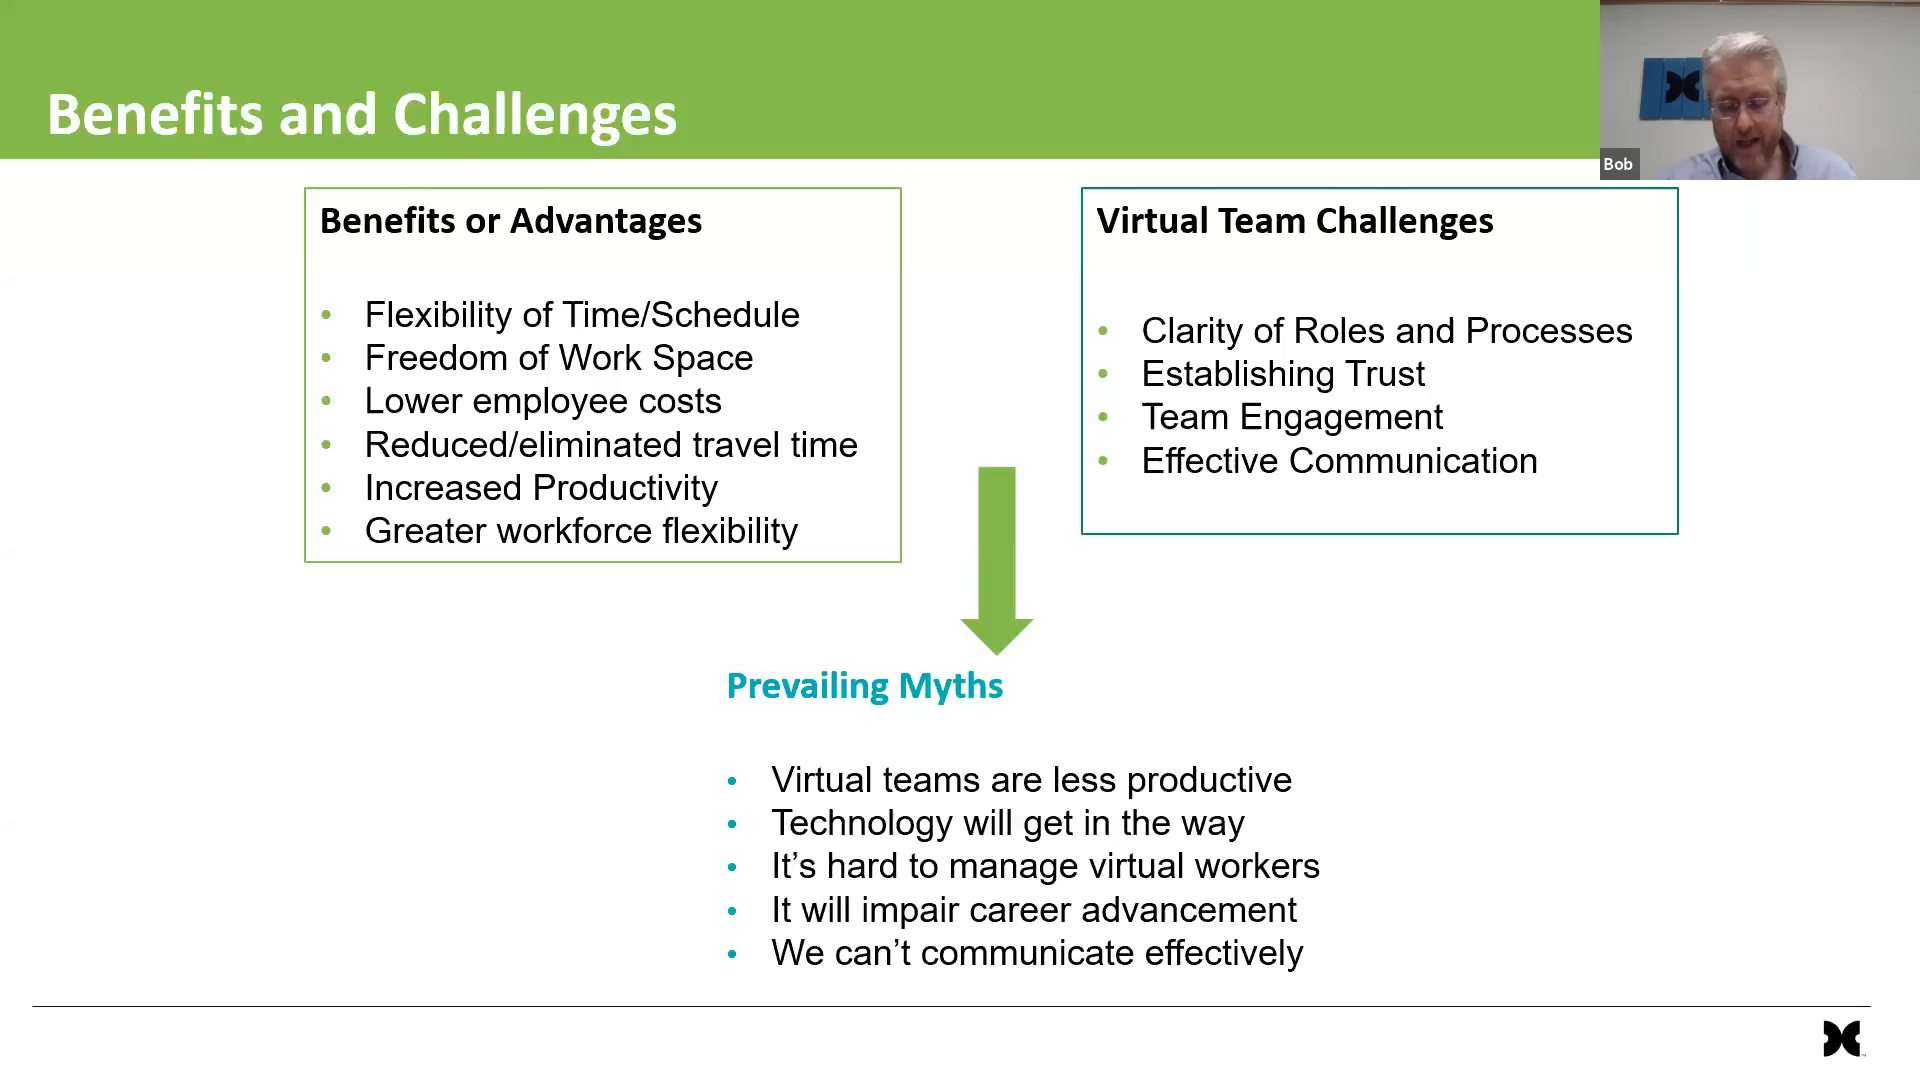 Benefits and Challenges
Bob
Benefits or Advantages
• Flexibility of Time/Schedule
• Freedom of Work Space
• Lower employee costs
• Reduced/eliminated travel time
• Increased Productivity
• Greater workforce flexibility
Virtual Team Challenges
• Clarity of Roles and Processes
• Establishing Trust
• Team Engagement
• Effective Communication
Prevailing Myths
• Virtual teams are less productive
• Technology will get in the way
• It’s hard to manage virtual workers
• It will impair career advancement
• We can’t communicate effectively